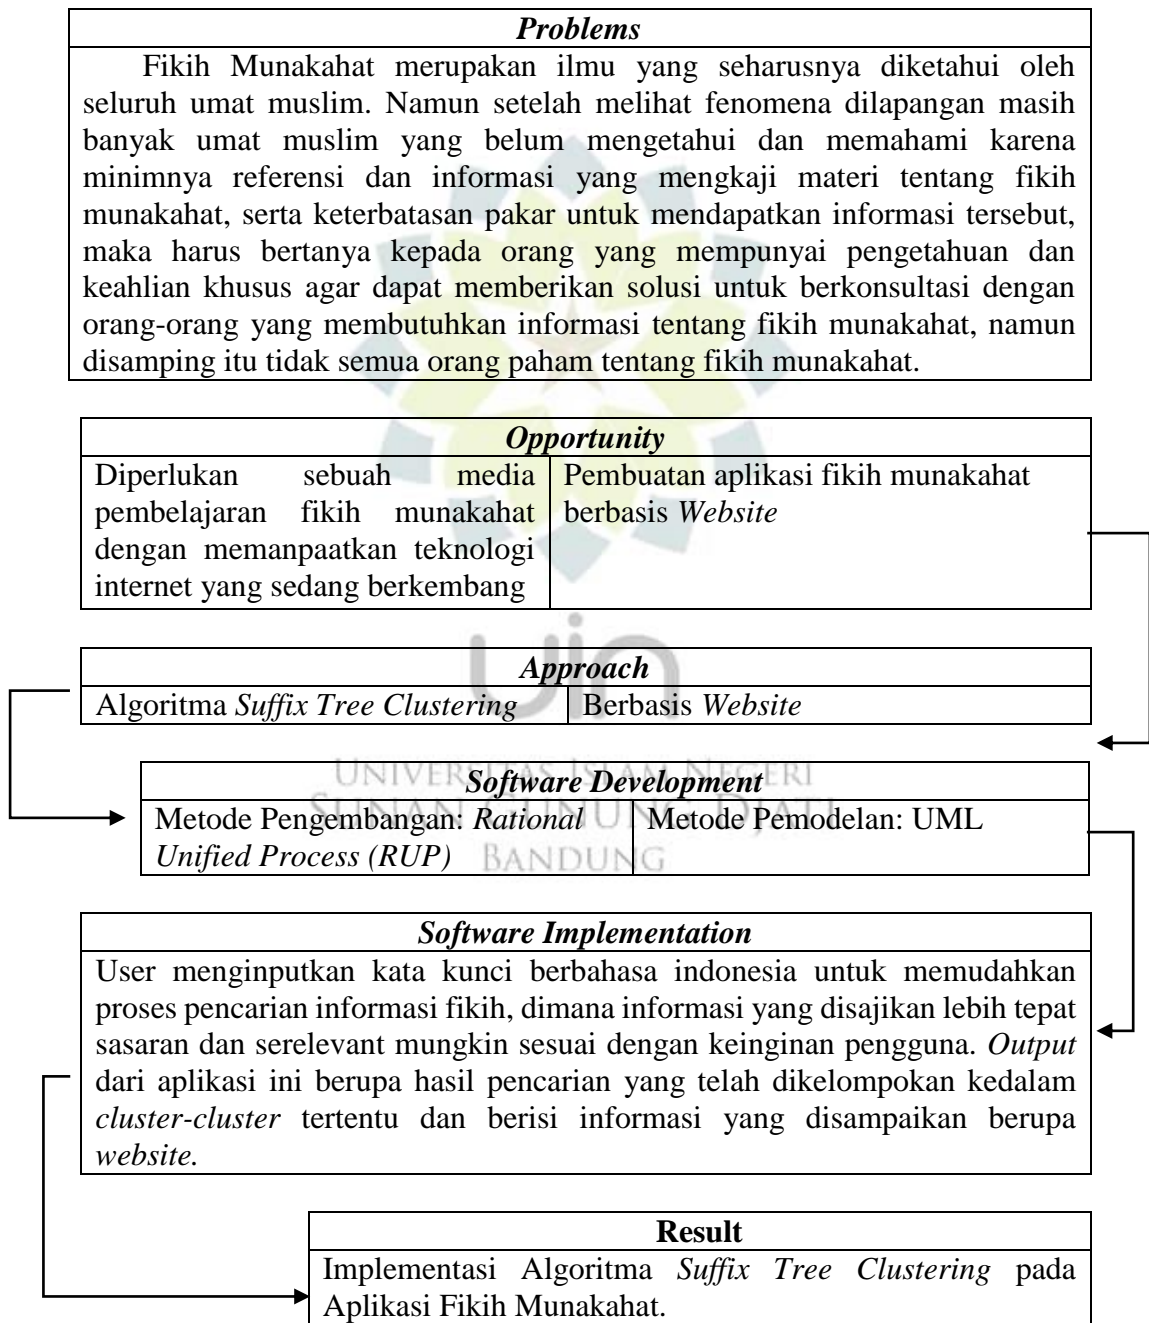 Problems
Fikih Munakahat merupakan ilmu yang seharusnya diketahui oleh
seluruh umat muslim. Namun setelah melihat fenomena dilapangan masih
banyak umat muslim yang belum mengetahui dan memahami karena
minimnya referensi dan informasi yang mengkaji materi tentang fikih
munakahat, serta keterbatasan pakar untuk mendapatkan informasi tersebut,
maka harus bertanya kepada orang yang mempunyai pengetahuan dan
keahlian khusus agar dapat memberikan solusi untuk berkonsultasi dengan
orang-orang yang membutuhkan informasi tentang fikih munakahat, namun
disamping itu tidak semua orang paham tentang fikih munakahat.
Opportunity
Diperlukan sebuah media
pembelajaran fikih munakahat
dengan memanpaatkan teknologi
internet yang sedang berkembang
Pembuatan aplikasi fikih munakahat
berbasis Website
uin
Approach
Algoritma Suffix Tree Clustering
Berbasis Website
UNIVERSITAS ISLAM NEGERI
SUNAN GUNUNG DJATI
BANDUNG
Software Development
Metode Pengembangan: Rational
Unified Process (RUP)
Metode Pemodelan: UML
Software Implementation
User menginputkan kata kunci berbahasa indonesia untuk memudahkan
proses pencarian informasi fikih, dimana informasi yang disajikan lebih tepat
sasaran dan serelevant mungkin sesuai dengan keinginan pengguna. Output
dari aplikasi ini berupa hasil pencarian yang telah dikelompokan kedalam
cluster-cluster tertentu dan berisi informasi yang disampaikan berupa
website.
Result
Implementasi Algoritma Suffix Tree Clustering pada
Aplikasi Fikih Munakahat.